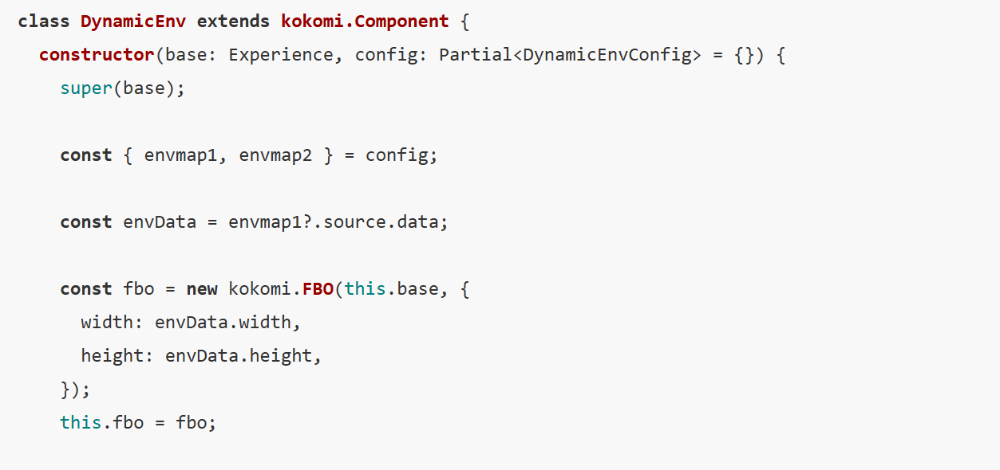 class DynamicEnv extends kokomi.Component {
  constructor(base: Experience, config: Partial<DynamicEnvConfig> = {}) {
    super(base);

    const { envmap1, envmap2 } = config;

    const envData = envmap1?.source.data;

    const fbo = new kokomi.FBO(this.base, {
      width: envData.width,
      height: envData.height,
    });
    this.fbo = fbo;